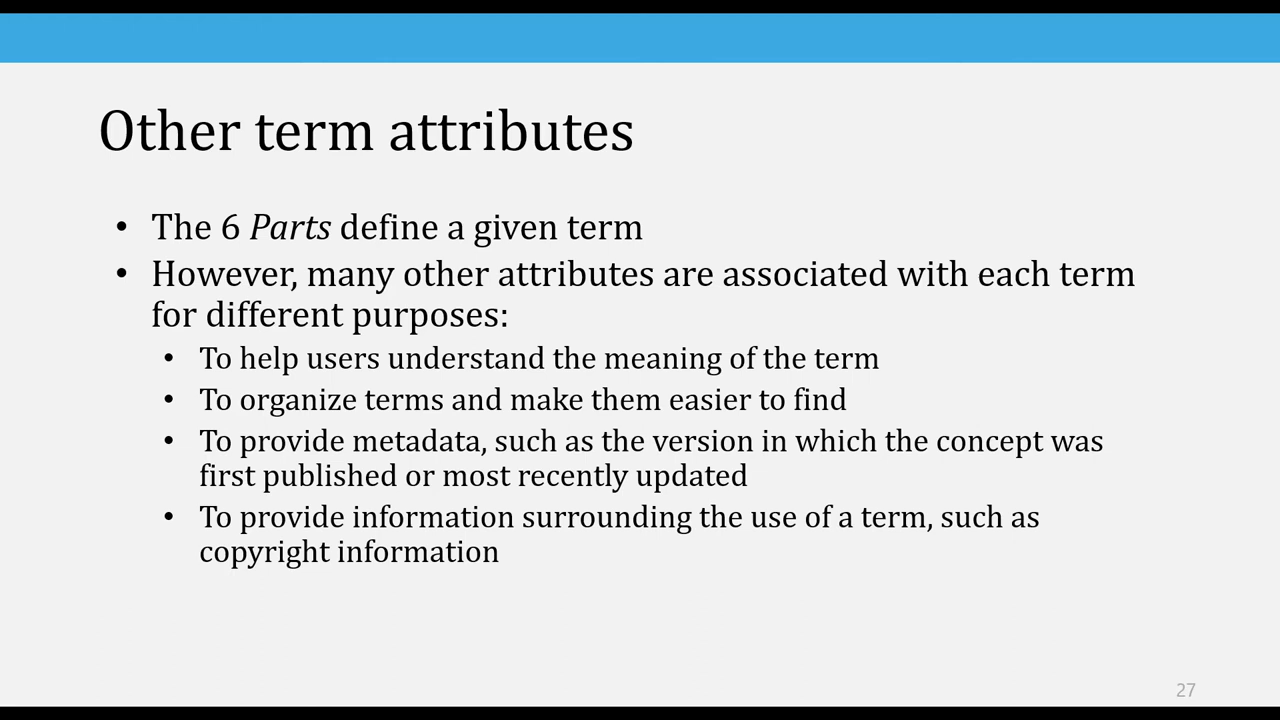 Other term attributes
• The 6 Parts define a given term
• However, many other attributes are associated with each term
for different purposes:
• To help users understand the meaning of the term
• To organize terms and make them easier to find
• To provide metadata, such as the version in which the concept was
first published or most recently updated
• To provide information surrounding the use of a term, such as
copyright information
27